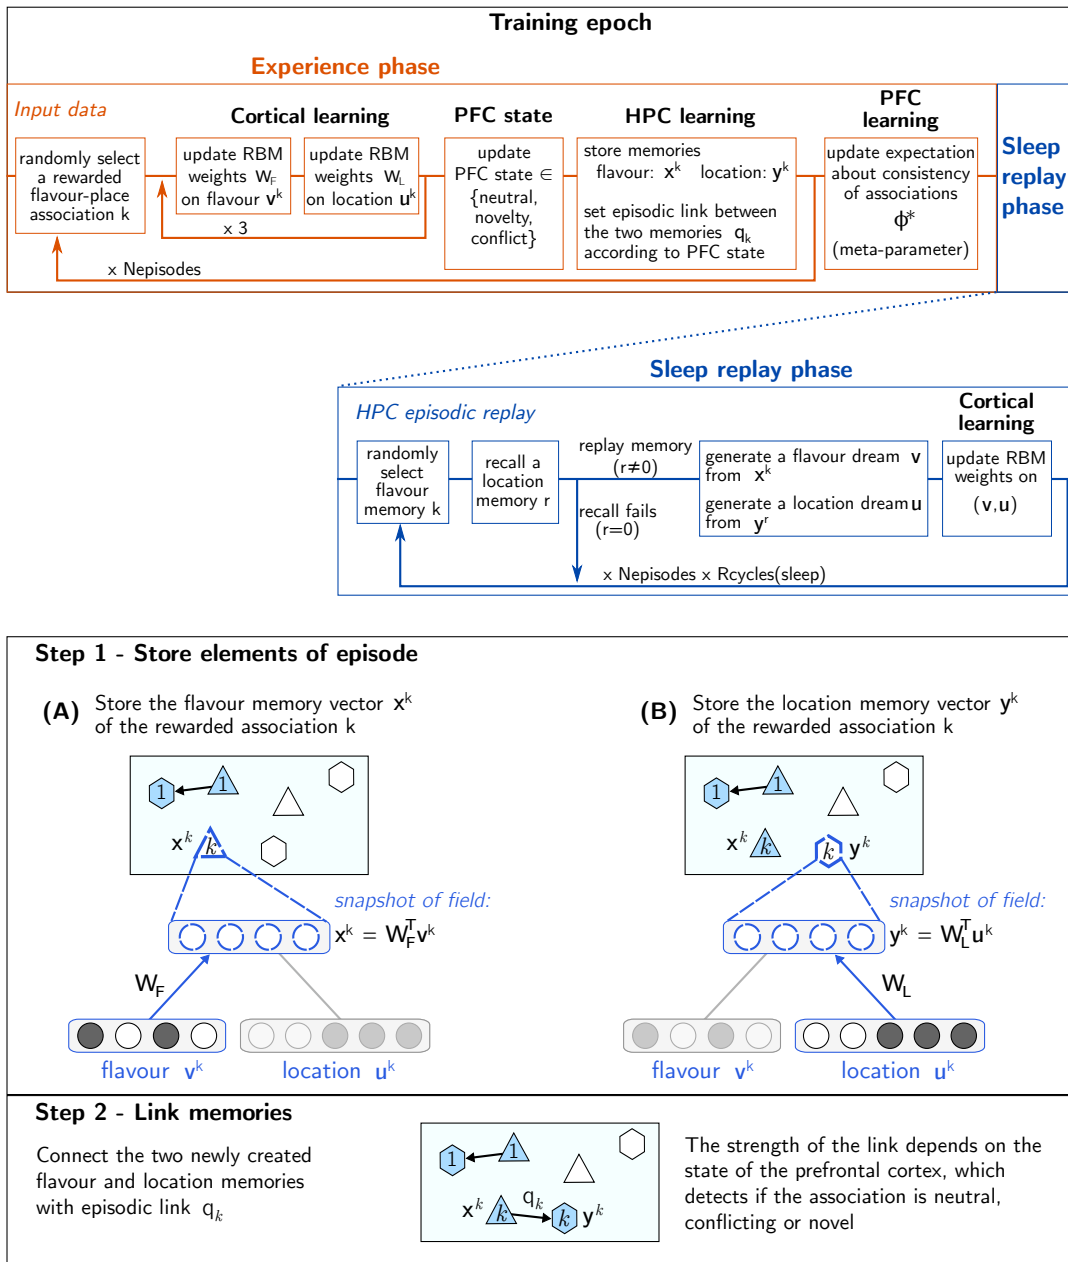 Training epoch
Experience phase
Input data
randomly select
a rewarded
flavour-place
association k
Cortical learning
update RBM
weights W_F
on flavour v^k
update RBM
weights W_L
on location u^k
x 3
PFC state
update
PFC state ∈
{neutral,
novelty,
conflict}
HPC learning
store memories
flavour: x^k location: y^k
set episodic link between
the two memories q_k
according to PFC state
PFC
learning
update expectation
about consistency
of associations
ϕ*
(meta-parameter)
x Nepisodes
Sleep
replay
phase
Sleep replay phase
HPC episodic replay
randomly
select
flavour
memory k
recall a
location
memory r
replay memory
(r≠0)
recall fails
(r=0)
generate a flavour dream v
from x^k
generate a location dream u
from y^r
Cortical
learning
update RBM
weights on
(v,u)
x Nepisodes x Rcycles(sleep)
Step 1 - Store elements of episode
(A) Store the flavour memory vector x^k
of the rewarded association k
1 1
x^k k
snapshot of field:
x^k = W_F^T v^k
W_F
flavour v^k location u^k
(B) Store the location memory vector y^k
of the rewarded association k
1 1
x^k k k y^k
snapshot of field:
y^k = W_L^T u^k
W_L
flavour v^k location u^k
Step 2 - Link memories
Connect the two newly created
flavour and location memories
with episodic link q_k
1 1
x^k k q_k k y^k
The strength of the link depends on the
state of the prefrontal cortex, which
detects if the association is neutral,
conflicting or novel